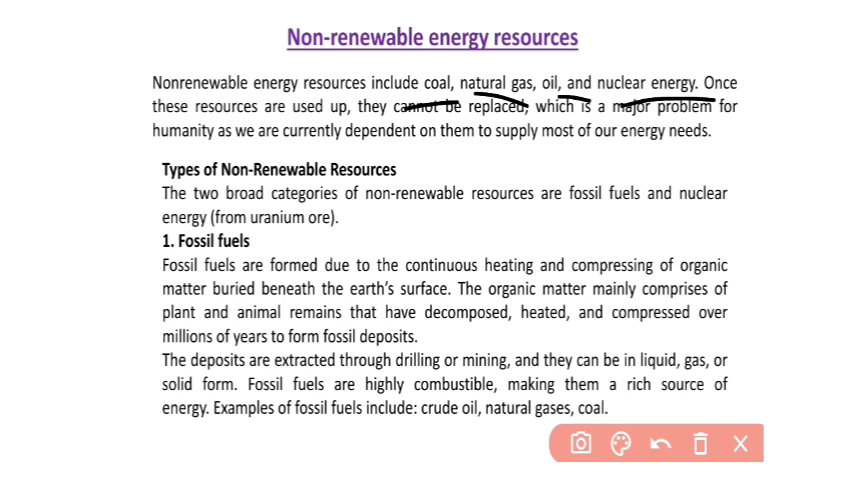 Non-renewable energy resources
Nonrenewable energy resources include coal, natural gas, oil, and nuclear energy. Once
these resources are used up, they cannot be replaced, which is a major problem for
humanity as we are currently dependent on them to supply most of our energy needs.
Types of Non-Renewable Resources
The two broad categories of non-renewable resources are fossil fuels and nuclear
energy (from uranium ore).
1. Fossil fuels
Fossil fuels are formed due to the continuous heating and compressing of organic
matter buried beneath the earth's surface. The organic matter mainly comprises of
plant and animal remains that have decomposed, heated, and compressed over
millions of years to form fossil deposits.
The deposits are extracted through drilling or mining, and they can be in liquid, gas, or
solid form. Fossil fuels are highly combustible, making them a rich source of
energy. Examples of fossil fuels include: crude oil, natural gases, coal.